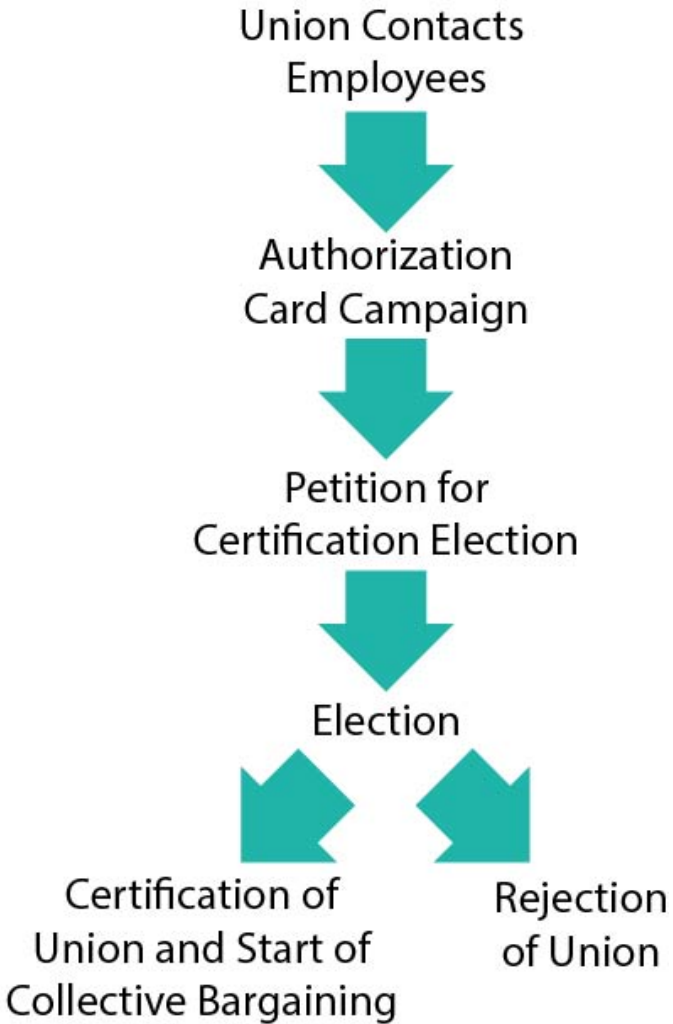 Union Contacts
Employees
Authorization
Card Campaign
Petition for
Certification Election
Election
Certification of
Union and Start of
Collective Bargaining
Rejection
of Union